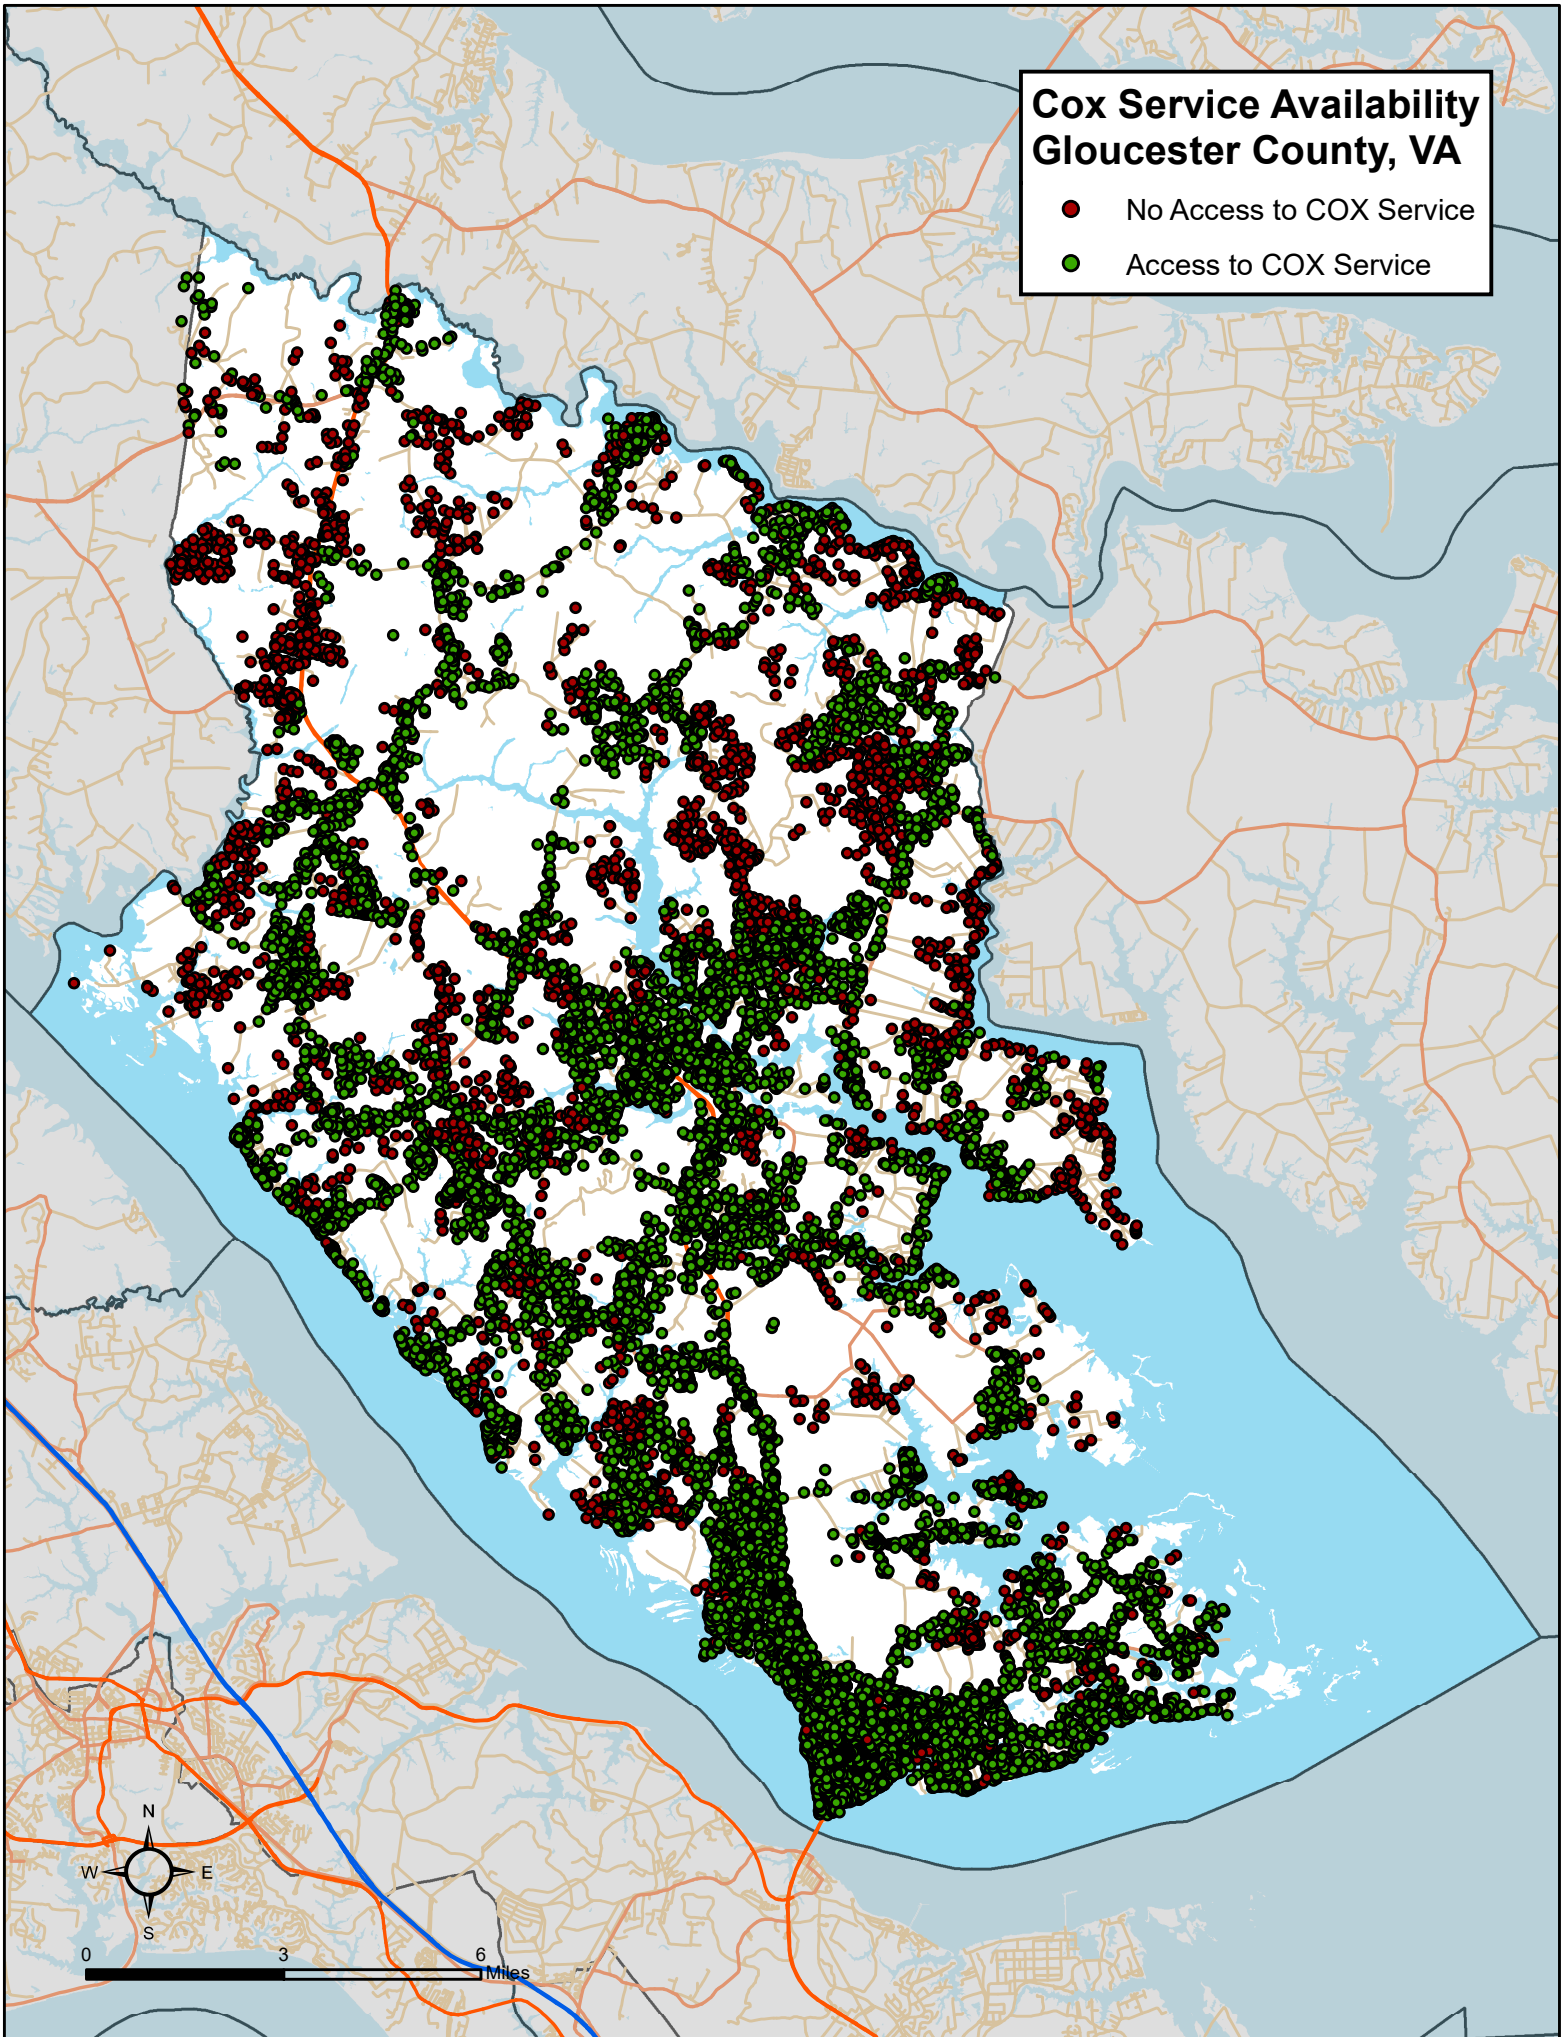 Cox Service Availability
Gloucester County, VA
No Access to COX Service
Access to COX Service
N
W E
S
0 3 6
Miles